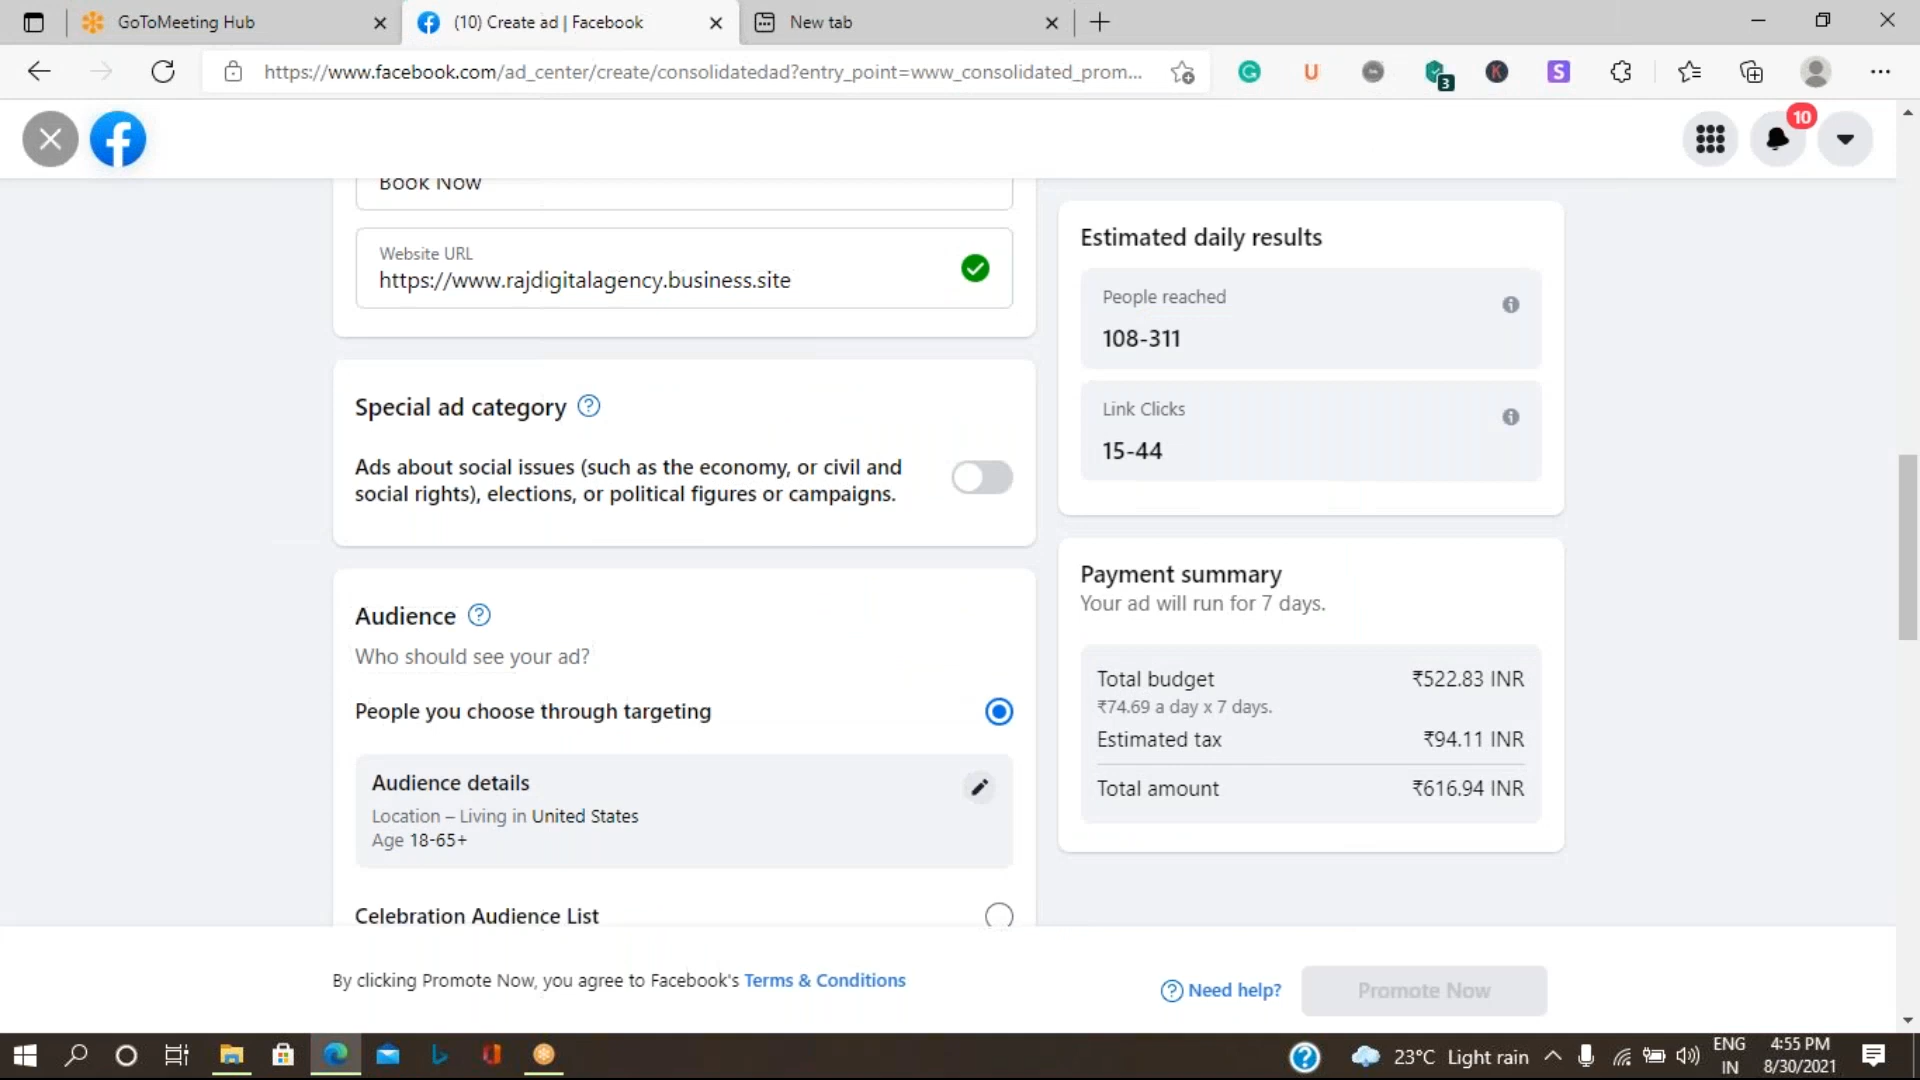 GoToMeeting Hub
(10) Create ad | Facebook
New tab
https://www.facebook.com/ad_center/create/consolidatedad?entry_point=www_consolidated_prom...
3
10
Book Now
Website URL
https://www.rajdigitalagency.business.site
Special ad category
Ads about social issues (such as the economy, or civil and
social rights), elections, or political figures or campaigns.
Audience
Who should see your ad?
People you choose through targeting
Audience details
Location – Living in United States
Age 18-65+
Celebration Audience List
Estimated daily results
People reached
108-311
Link Clicks
15-44
Payment summary
Your ad will run for 7 days.
Total budget ₹522.83 INR
₹74.69 a day x 7 days.
Estimated tax ₹94.11 INR
Total amount ₹616.94 INR
By clicking Promote Now, you agree to Facebook's Terms & Conditions
Need help?
Promote Now
23°C Light rain
ENG
IN
4:55 PM
8/30/2021